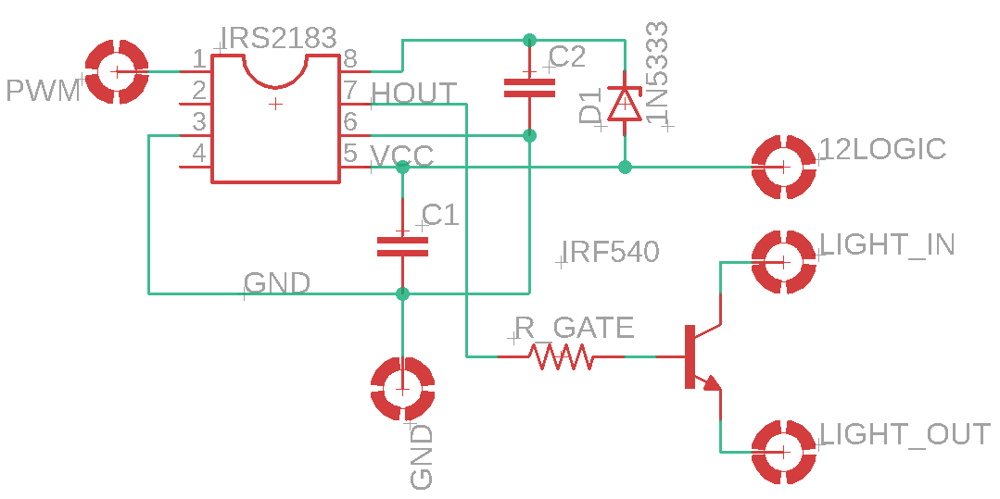 IRS2183
PWM
1
2
3
4
8
7
6
5
HOUT
VCC
C2
D1
1N5333
12LOGIC
C1
GND
IRF540
LIGHT_IN
R_GATE
GND
LIGHT_OUT